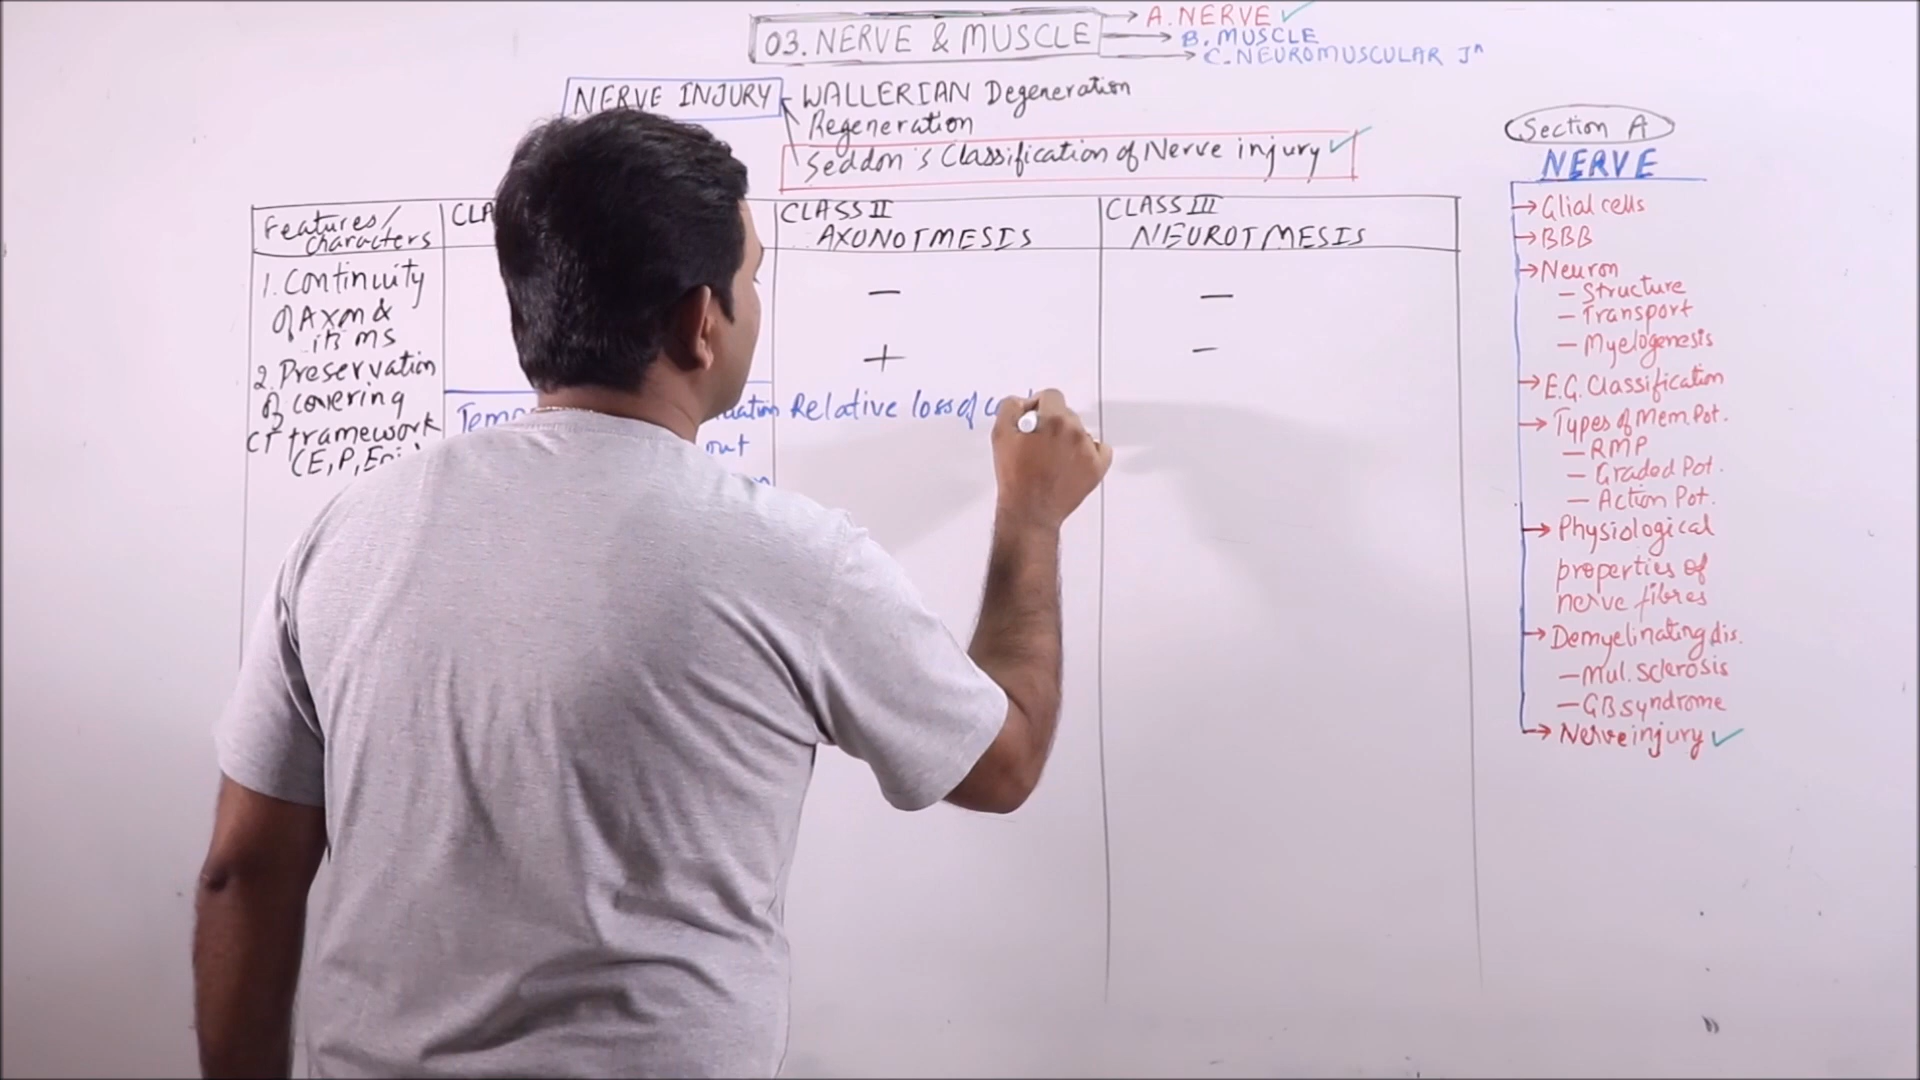 03. NERVE & MUSCLE
A. NERVE ✓
B. MUSCLE
C. NEUROMUSCULAR Jn
NERVE INJURY
WALLERIAN Degeneration
Regeneration
Seddon's Classification of Nerve injury ✓
Features/
characters
CLASS II
AXONOTMESIS
CLASS III
NEUROTMESIS
1. Continuity
of Axon &
its ms
2. Preservation
of covering
CT framework
(E, P,
-
-
+
-
Relative loss of
out
Section A
NERVE
→ Glial cells
→ BBB
→ Neuron
- Structure
- Transport
- Myelogenesis
→ E.G. Classification
→ Types of Mem. Pot.
- RMP
- Graded Pot.
- Action Pot.
→ Physiological
properties of
nerve fibres
→ Demyelinating dis.
- Mul. sclerosis
- GB syndrome
→ Nerve injury ✓